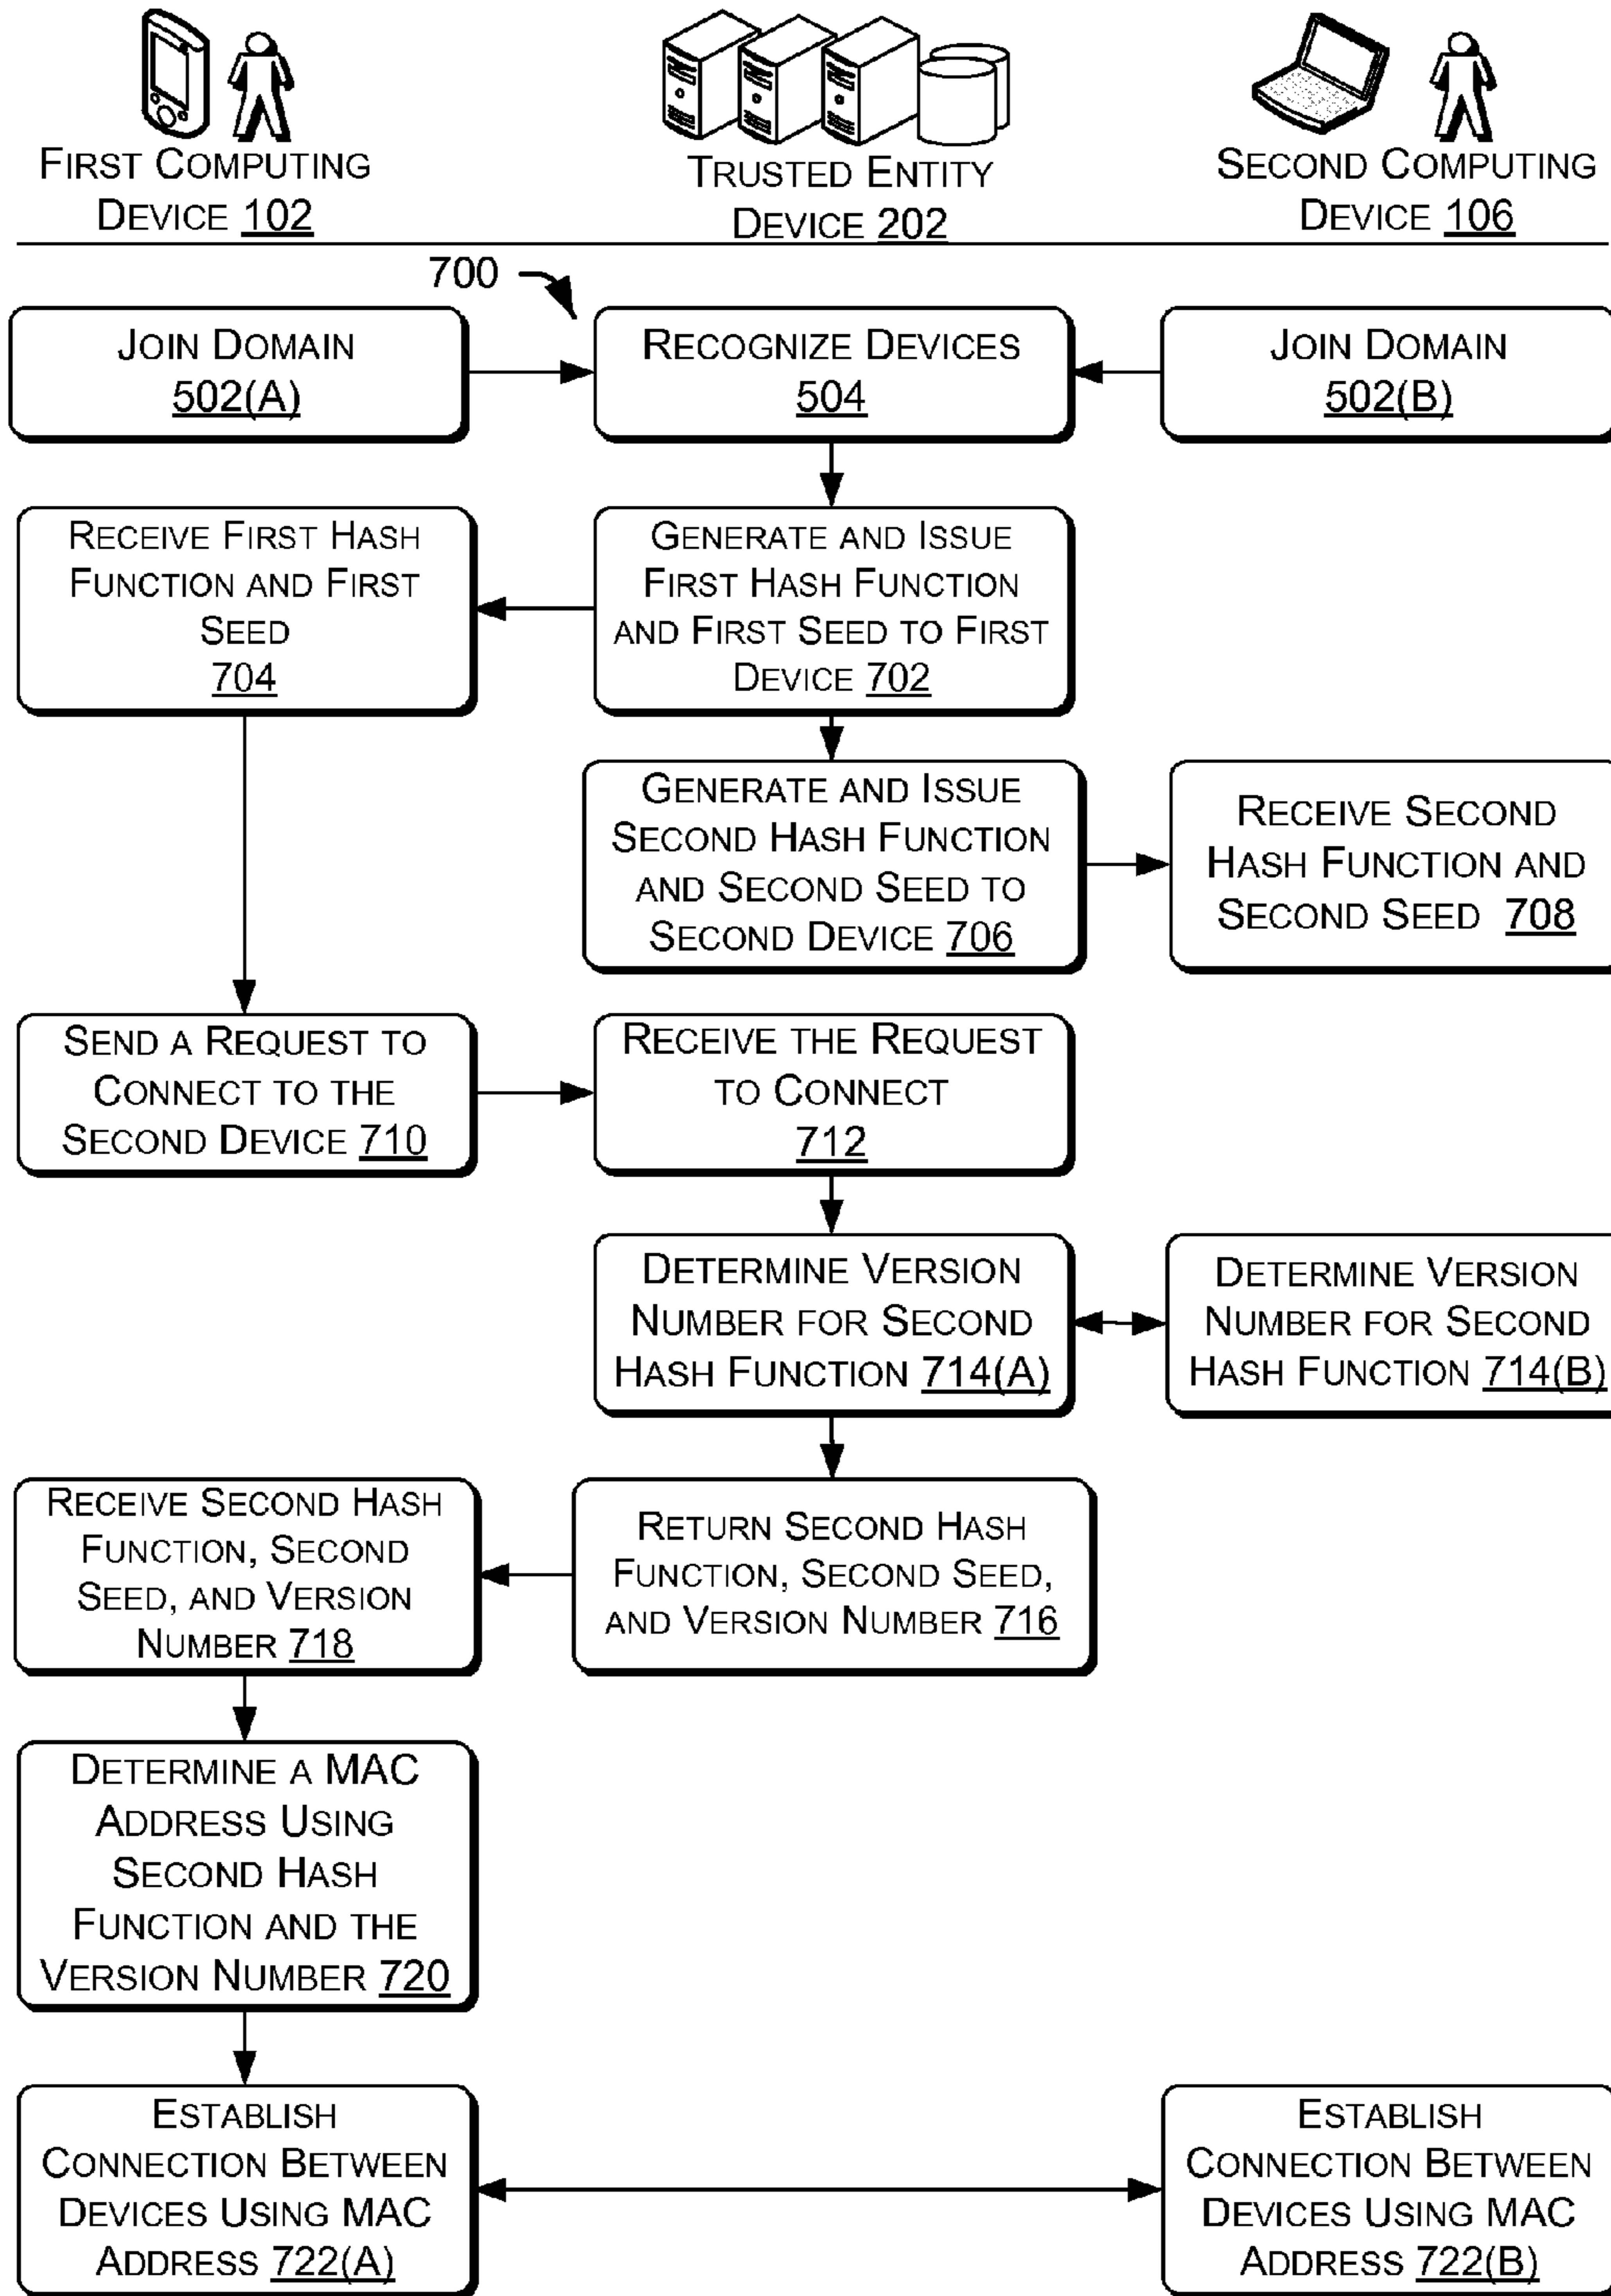 FIRST COMPUTING
DEVICE 102
TRUSTED ENTITY
DEVICE 202
SECOND COMPUTING
DEVICE 106
700
JOIN DOMAIN
502(A)
RECOGNIZE DEVICES
504
JOIN DOMAIN
502(B)
RECEIVE FIRST HASH
FUNCTION AND FIRST
SEED
704
GENERATE AND ISSUE
FIRST HASH FUNCTION
AND FIRST SEED TO FIRST
DEVICE 702
GENERATE AND ISSUE
SECOND HASH FUNCTION
AND SECOND SEED TO
SECOND DEVICE 706
RECEIVE SECOND
HASH FUNCTION AND
SECOND SEED 708
SEND A REQUEST TO
CONNECT TO THE
SECOND DEVICE 710
RECEIVE THE REQUEST
TO CONNECT
712
DETERMINE VERSION
NUMBER FOR SECOND
HASH FUNCTION 714(A)
DETERMINE VERSION
NUMBER FOR SECOND
HASH FUNCTION 714(B)
RECEIVE SECOND HASH
FUNCTION, SECOND
SEED, AND VERSION
NUMBER 718
RETURN SECOND HASH
FUNCTION, SECOND SEED,
AND VERSION NUMBER 716
DETERMINE A MAC
ADDRESS USING
SECOND HASH
FUNCTION AND THE
VERSION NUMBER 720
ESTABLISH
CONNECTION BETWEEN
DEVICES USING MAC
ADDRESS 722(A)
ESTABLISH
CONNECTION BETWEEN
DEVICES USING MAC
ADDRESS 722(B)